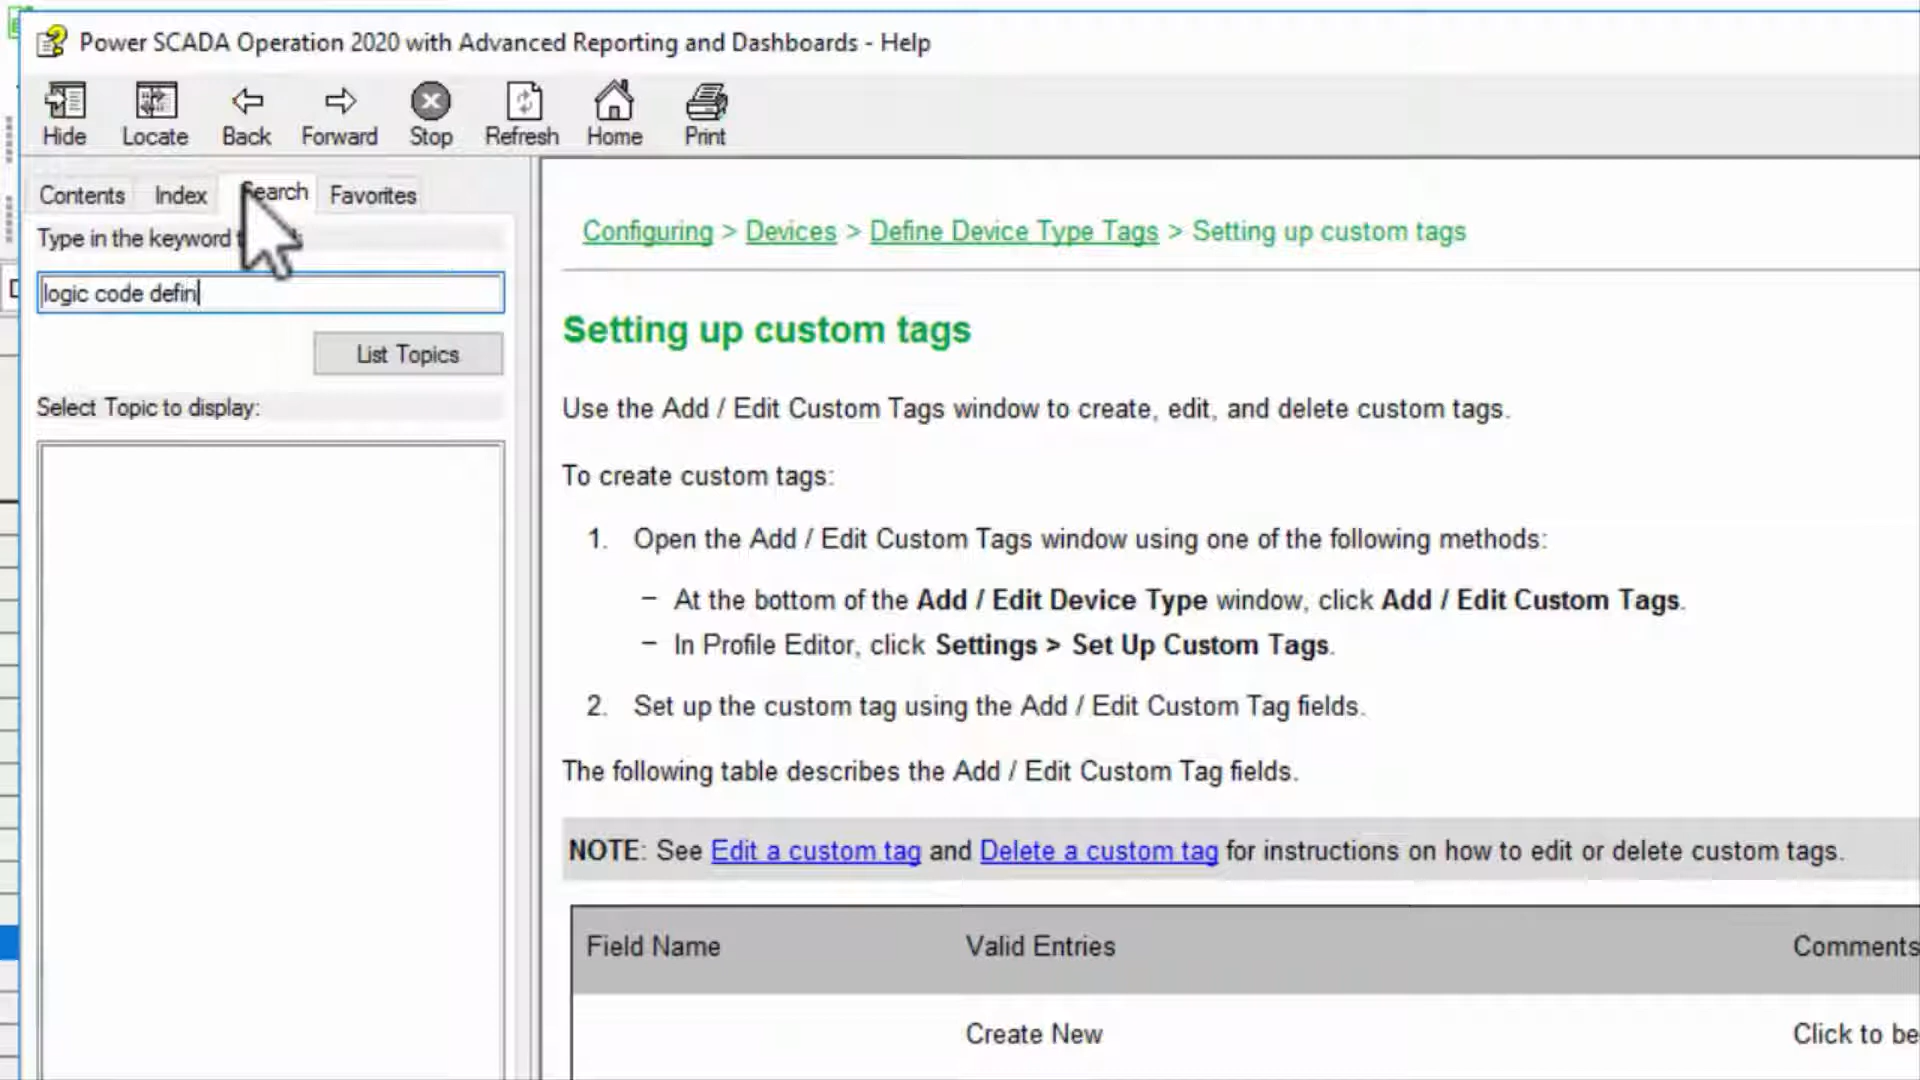 Power SCADA Operation 2020 with Advanced Reporting and Dashboards - Help
Hide Locate Back Forward Stop Refresh Home Print
Contents Index Search Favorites
Type in the keyword
logic code defin
List Topics
Select Topic to display:
Configuring > Devices > Define Device Type Tags > Setting up custom tags
Setting up custom tags
Use the Add / Edit Custom Tags window to create, edit, and delete custom tags.
To create custom tags:
1. Open the Add / Edit Custom Tags window using one of the following methods:
– At the bottom of the Add / Edit Device Type window, click Add / Edit Custom Tags.
– In Profile Editor, click Settings > Set Up Custom Tags.
2. Set up the custom tag using the Add / Edit Custom Tag fields.
The following table describes the Add / Edit Custom Tag fields.
NOTE: See Edit a custom tag and Delete a custom tag for instructions on how to edit or delete custom tags.
Field Name Valid Entries Comments
Create New Click to be